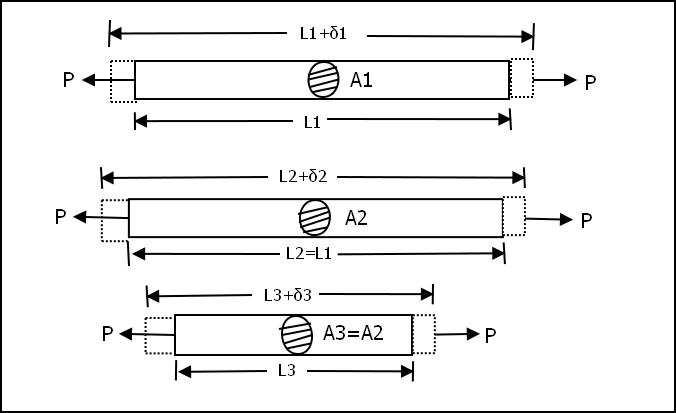 L1+δ1
P A1 P
L1
L2+δ2
P A2 P
L2=L1
L3+δ3
P A3=A2 P
L3